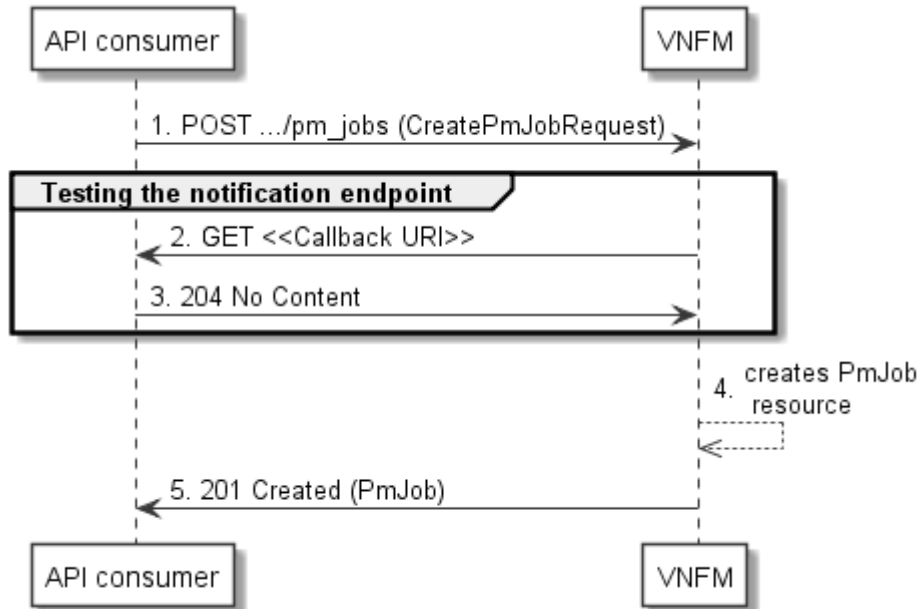 API consumer
VNFM
1. POST .../pm_jobs (CreatePmJobRequest)
Testing the notification endpoint
2. GET <<Callback URI>>
3. 204 No Content
4. creates PmJob
resource
5. 201 Created (PmJob)
API consumer
VNFM